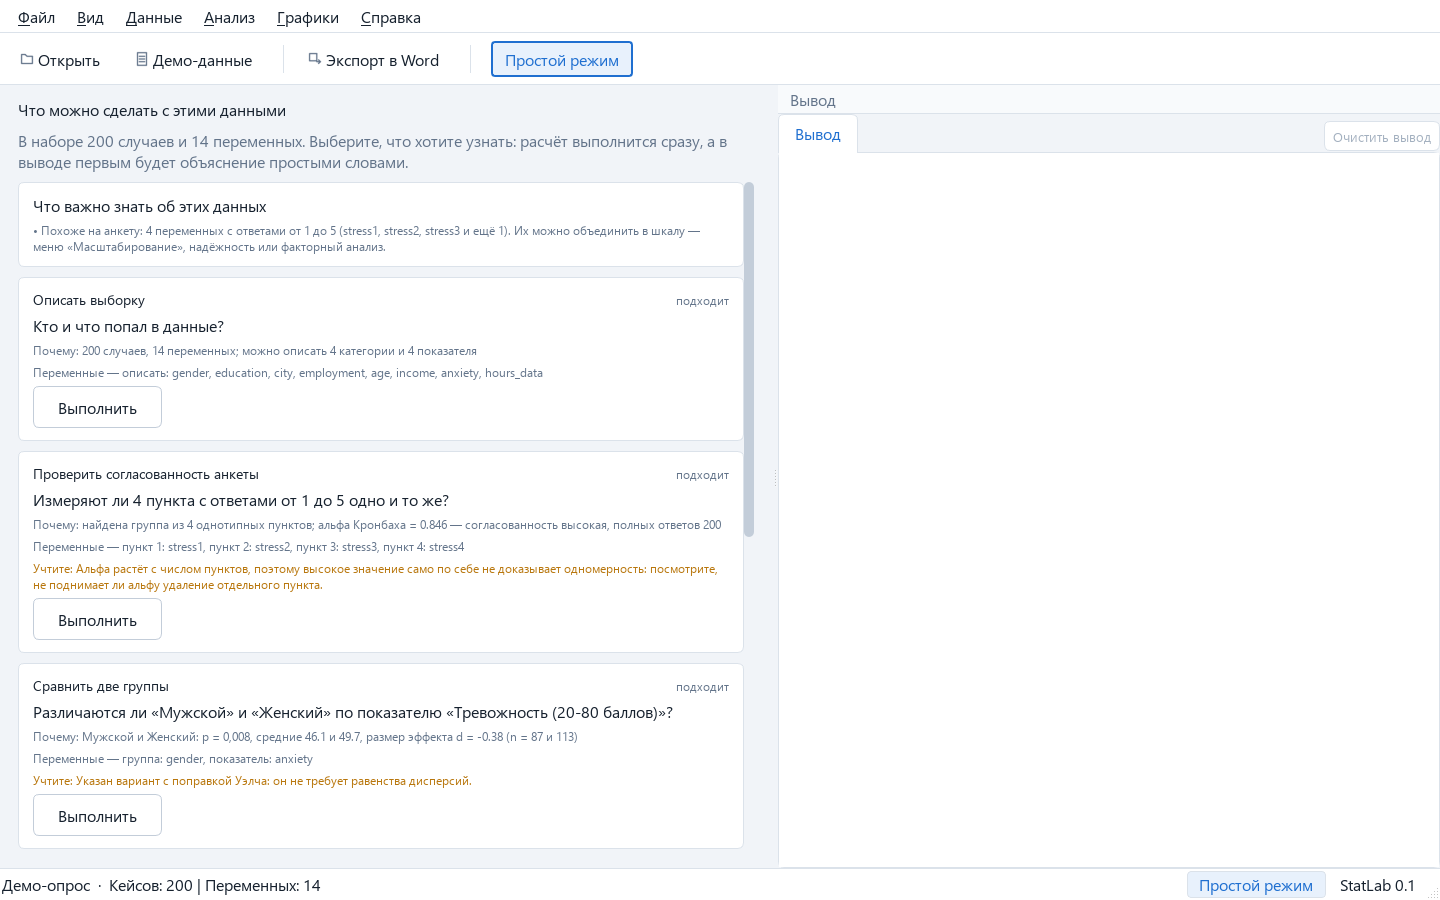 Файл Вид Данные Анализ Графики Справка
Открыть Демо-данные Экспорт в Word Простой режим
Что можно сделать с этими данными
В наборе 200 случаев и 14 переменных. Выберите, что хотите узнать: расчёт выполнится сразу, а в
выводе первым будет объяснение простыми словами.
Что важно знать об этих данных
• Похоже на анкету: 4 переменных с ответами от 1 до 5 (stress1, stress2, stress3 и ещё 1). Их можно объединить в шкалу —
меню «Масштабирование», надёжность или факторный анализ.
Описать выборку подходит
Кто и что попал в данные?
Почему: 200 случаев, 14 переменных; можно описать 4 категории и 4 показателя
Переменные — описать: gender, education, city, employment, age, income, anxiety, hours_data
Выполнить
Проверить согласованность анкеты подходит
Измеряют ли 4 пункта с ответами от 1 до 5 одно и то же?
Почему: найдена группа из 4 однотипных пунктов; альфа Кронбаха = 0.846 — согласованность высокая, полных ответов 200
Переменные — пункт 1: stress1, пункт 2: stress2, пункт 3: stress3, пункт 4: stress4
Учтите: Альфа растёт с числом пунктов, поэтому высокое значение само по себе не доказывает одномерность: посмотрите,
не поднимает ли альфу удаление отдельного пункта.
Выполнить
Сравнить две группы подходит
Различаются ли «Мужской» и «Женский» по показателю «Тревожность (20-80 баллов)»?
Почему: Мужской и Женский: p = 0,008, средние 46.1 и 49.7, размер эффекта d = -0.38 (n = 87 и 113)
Переменные — группа: gender, показатель: anxiety
Учтите: Указан вариант с поправкой Уэлча: он не требует равенства дисперсий.
Выполнить
Вывод
Вывод Очистить вывод
Демо-опрос · Кейсов: 200 | Переменных: 14 Простой режим StatLab 0.1